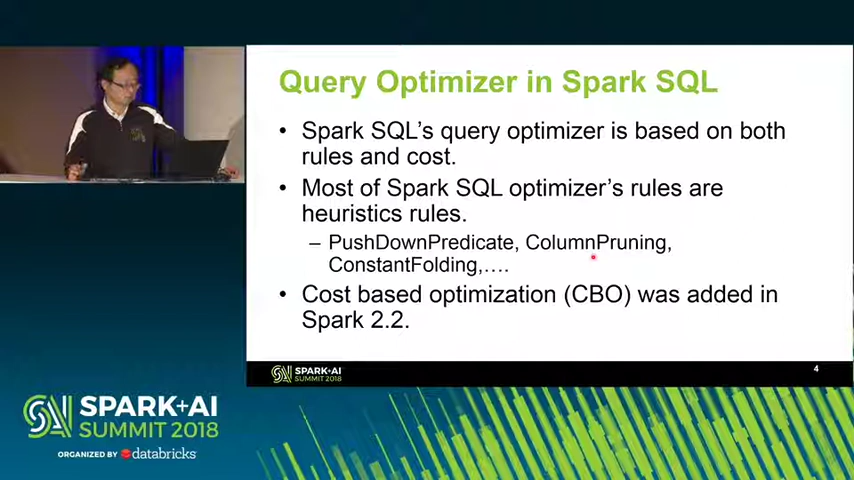 Query Optimizer in Spark SQL
• Spark SQL's query optimizer is based on both
rules and cost.
• Most of Spark SQL optimizer's rules are
heuristics rules.
– PushDownPredicate, ColumnPruning,
ConstantFolding,….
• Cost based optimization (CBO) was added in
Spark 2.2.
SPARK+AI
SUMMIT 2018
4
SPARK+AI
SUMMIT 2018
ORGANIZED BY databricks